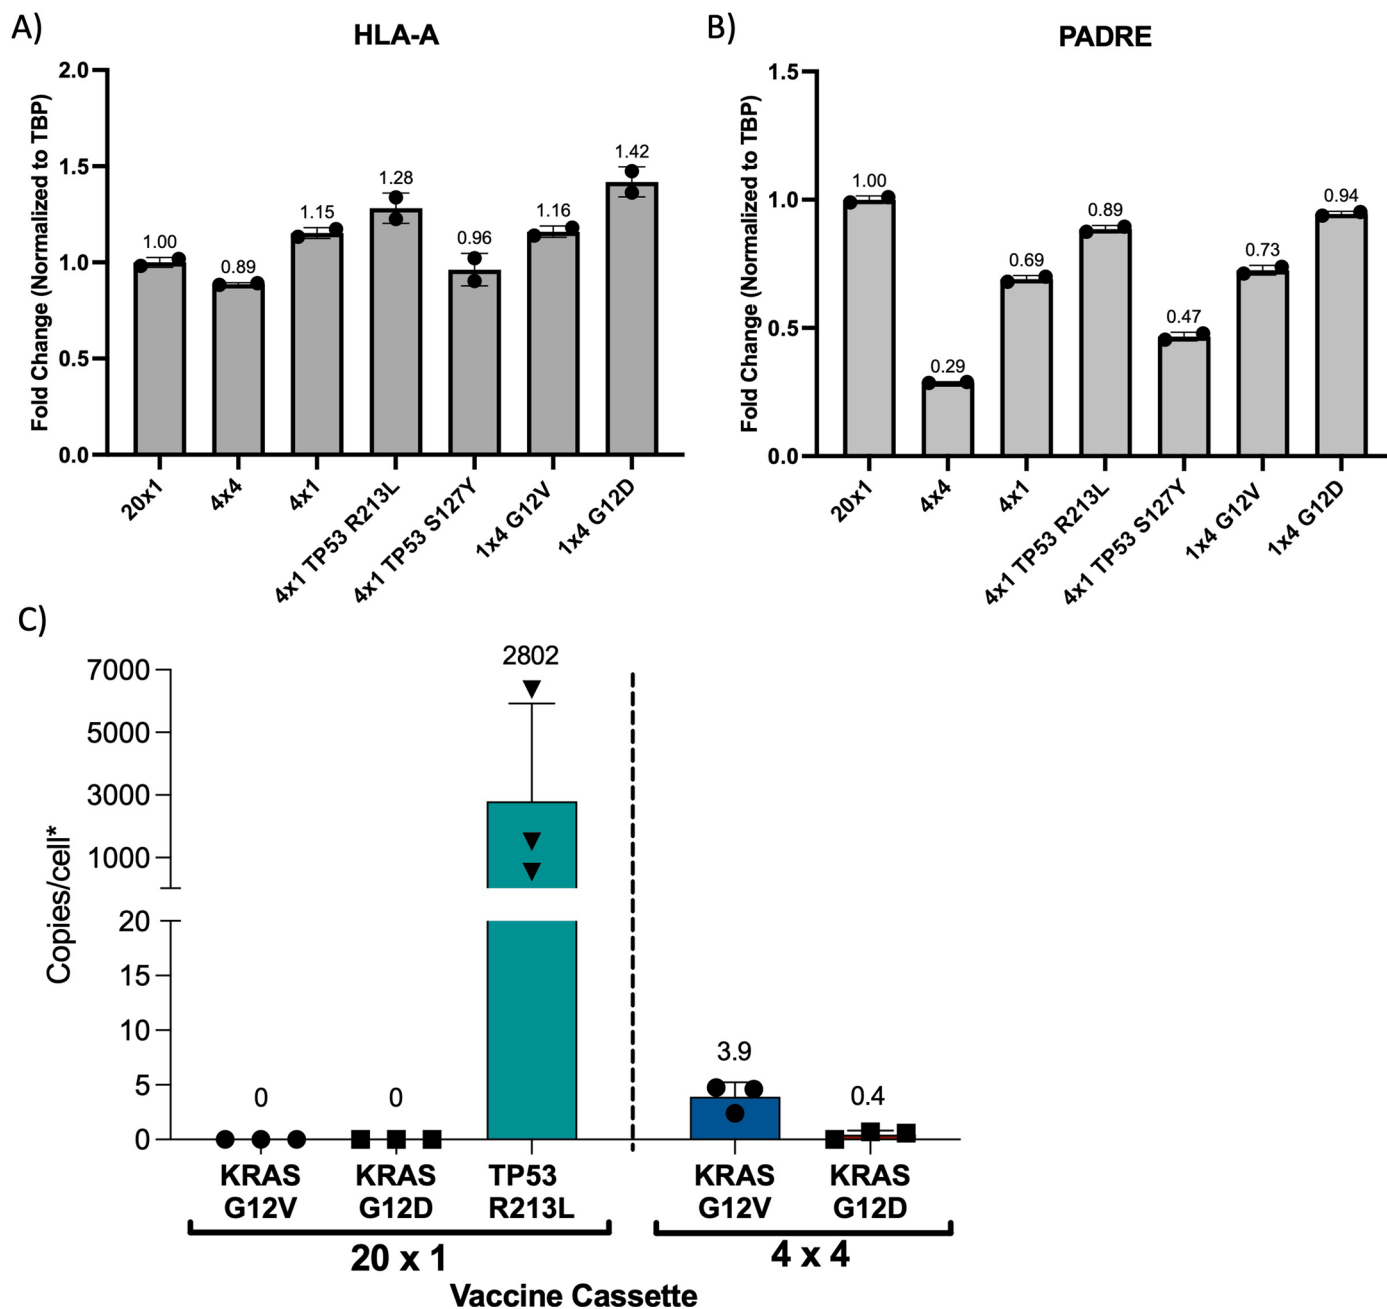 A)
HLA-A
Fold Change (Normalized to TBP)
2.0
1.5
1.0
0.5
0.0
1.00
0.89
1.15
1.28
0.96
1.16
1.42
20x1
4x4
4x1
4x1 TP53 R213L
4x1 TP53 S127Y
1x4 G12V
1x4 G12D
B)
PADRE
Fold Change (Normalized to TBP)
1.5
1.0
0.5
0.0
1.00
0.29
0.69
0.89
0.47
0.73
0.94
20x1
4x4
4x1
4x1 TP53 R213L
4x1 TP53 S127Y
1x4 G12V
1x4 G12D
C)
Copies/cell*
7000
5000
3000
1000
20
15
10
5
0
0
0
2802
3.9
0.4
KRAS
G12V
KRAS
G12D
TP53
R213L
KRAS
G12V
KRAS
G12D
20 x 1
4 x 4
Vaccine Cassette